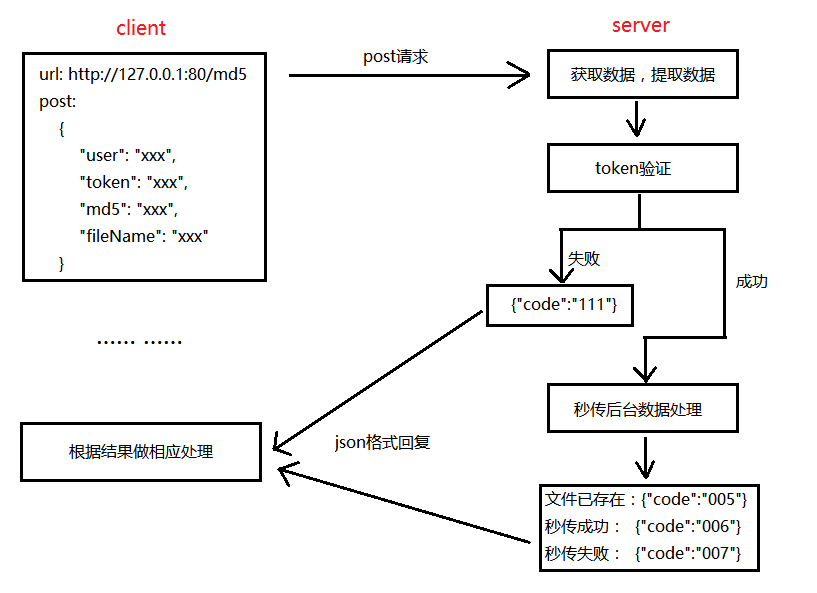 client
server
url: http://127.0.0.1:80/md5
post:
{
"user": "xxx",
"token": "xxx",
"md5": "xxx",
"fileName": "xxx"
}
post请求
获取数据，提取数据
token验证
失败
成功
{"code":"111"}
...... ......
秒传后台数据处理
根据结果做相应处理
json格式回复
文件已存在：{"code":"005"}
秒传成功： {"code":"006"}
秒传失败： {"code":"007"}